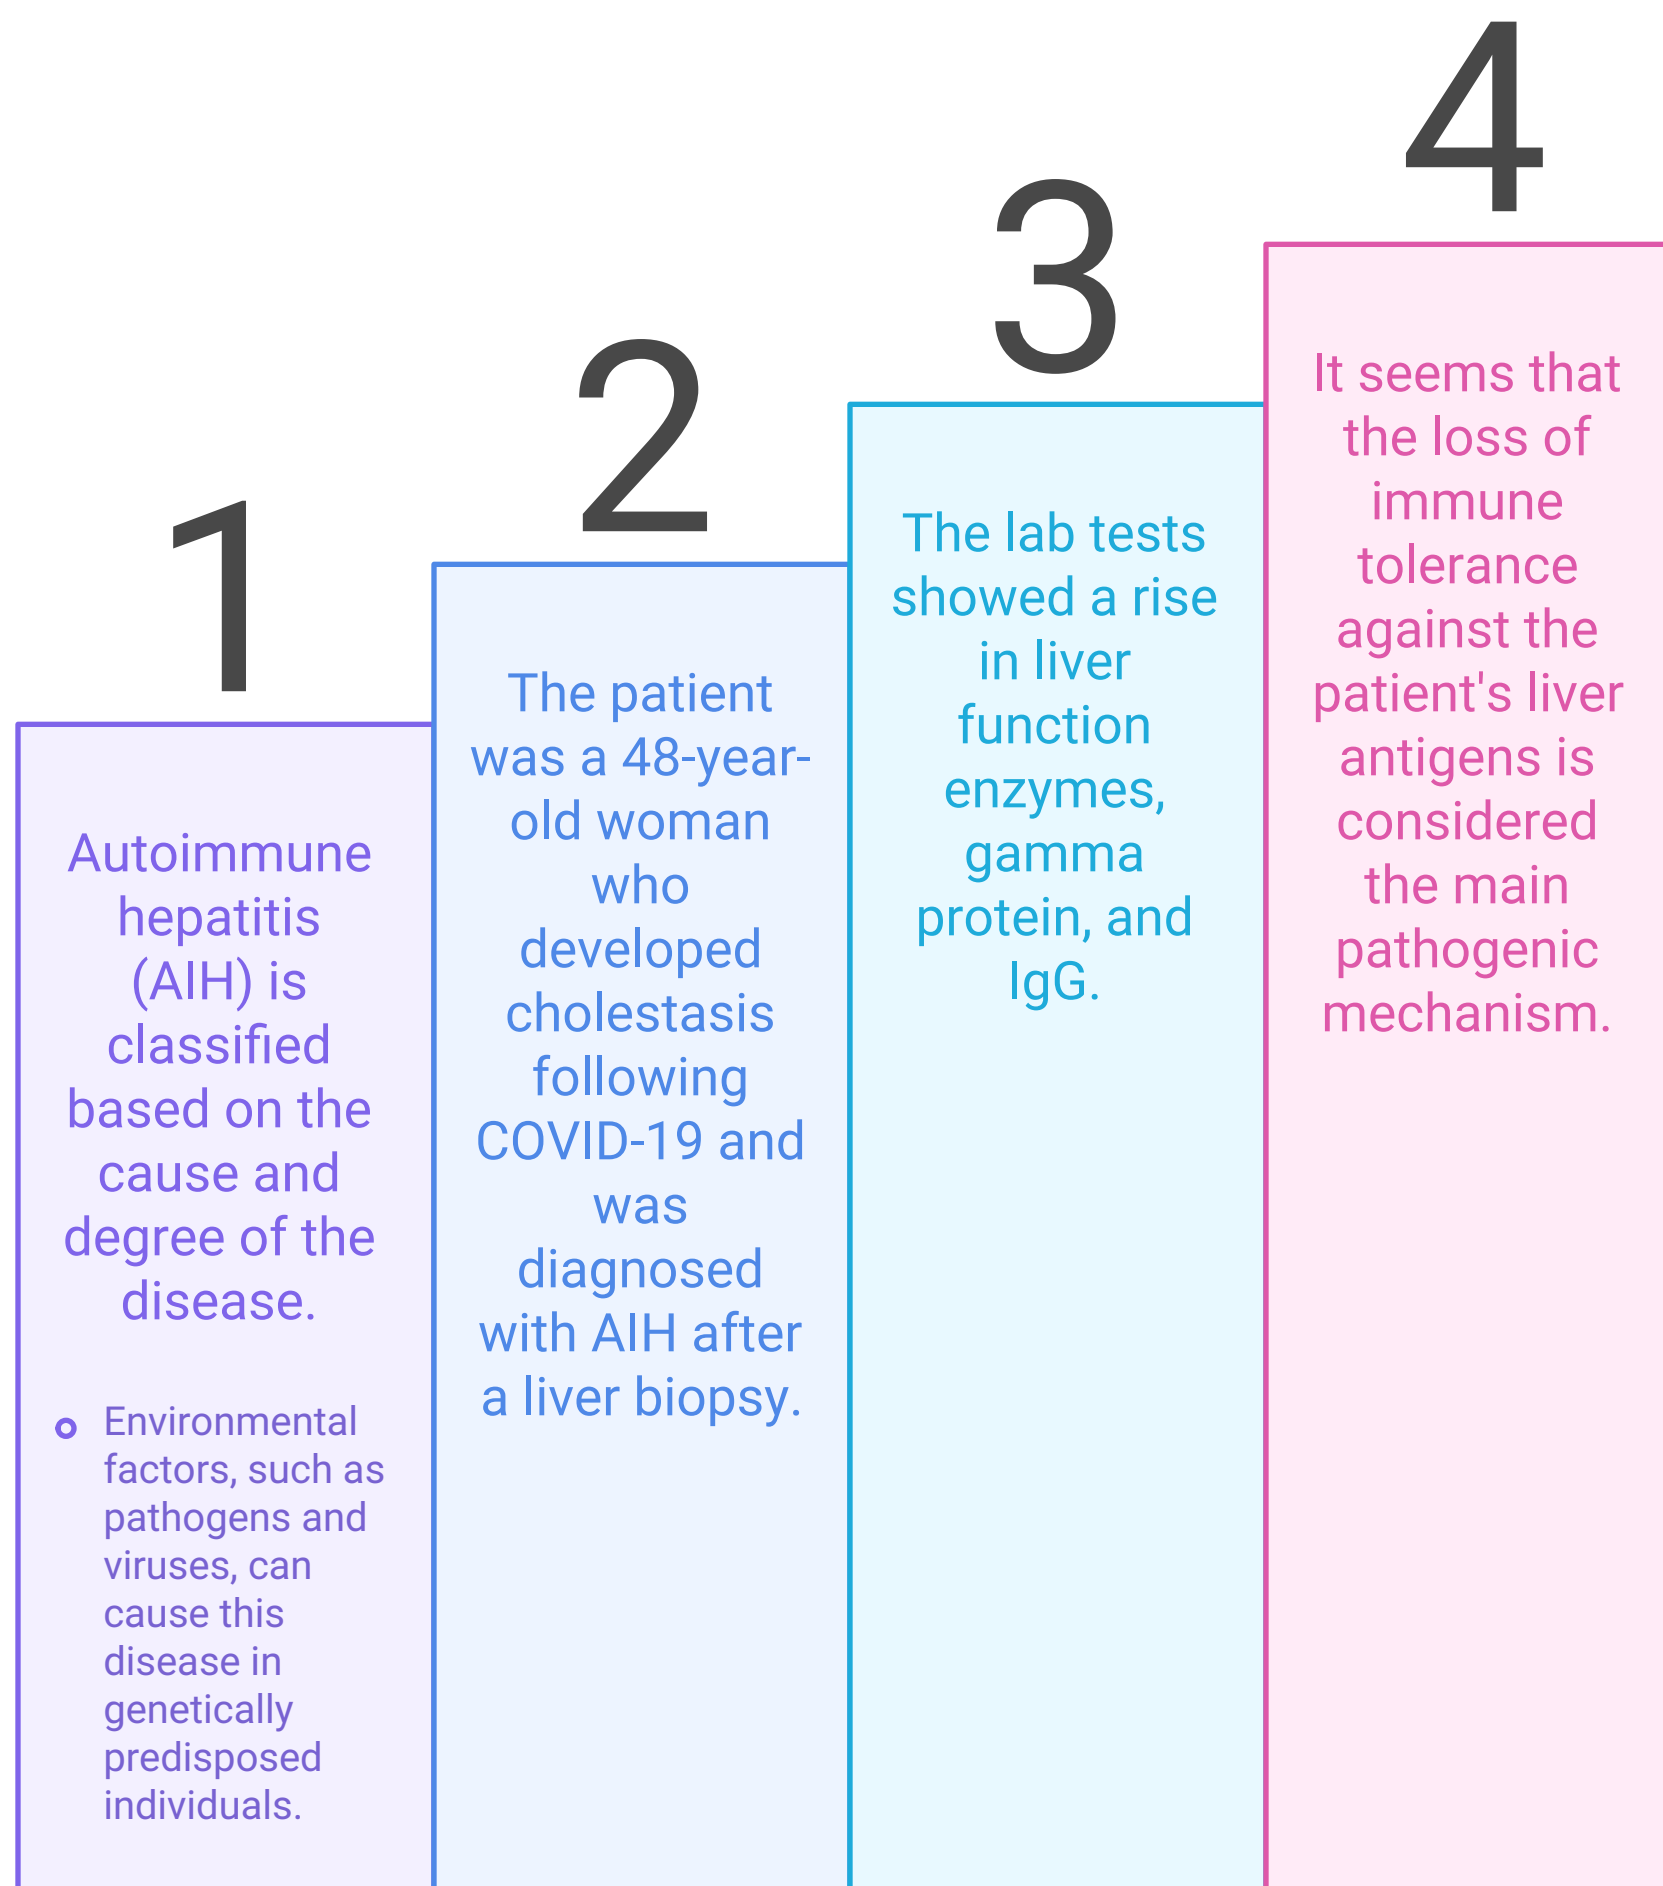 1
Autoimmune
hepatitis
(AIH) is
classified
based on the
cause and
degree of the
disease.
Environmental
factors, such as
pathogens and
viruses, can
cause this
disease in
genetically
predisposed
individuals.
2
The patient
was a 48-year-
old woman
who
developed
cholestasis
following
COVID-19 and
was
diagnosed
with AIH after
a liver biopsy.
3
The lab tests
showed a rise
in liver
function
enzymes,
gamma
protein, and
IgG.
4
It seems that
the loss of
immune
tolerance
against the
patient's liver
antigens is
considered
the main
pathogenic
mechanism.